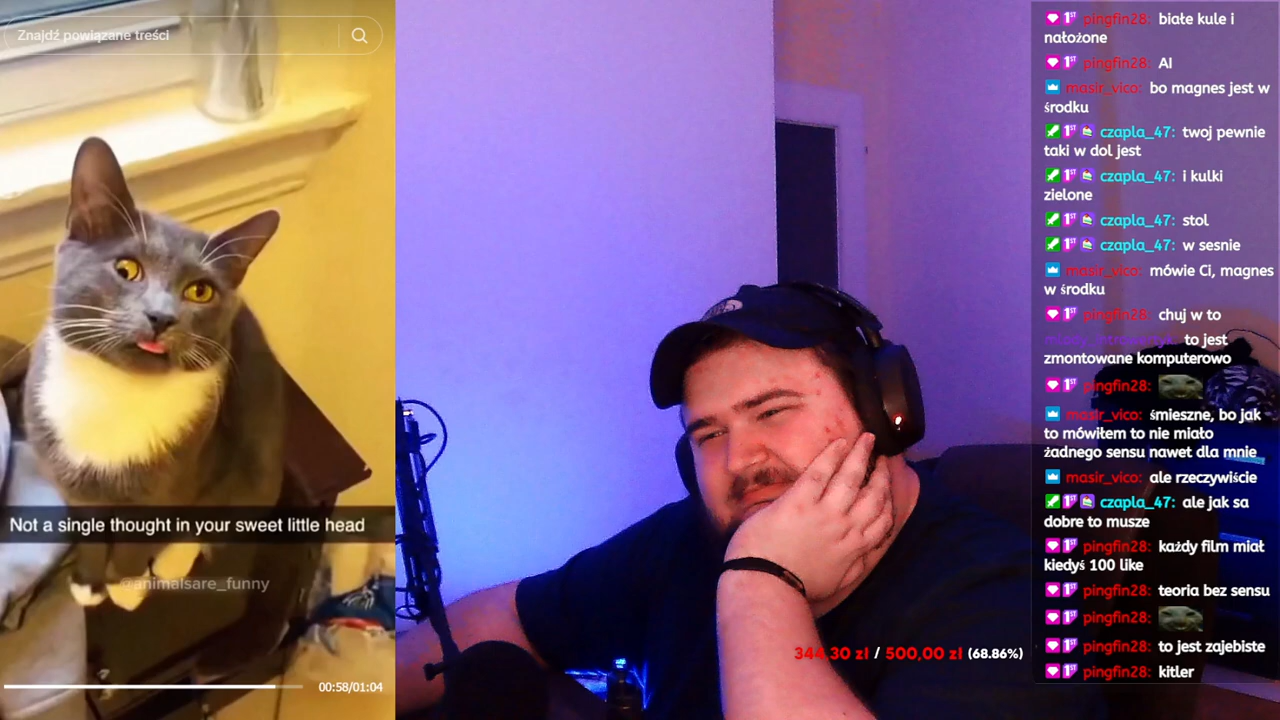 Znajdź powiązane treści
Not a single thought in your sweet little head
@animalsare_funny
00:58/01:04
344,30 zł / 500,00 zł (68.86%)
pingfin28: białe kule i
nałożone
pingfin28: AI
masir_vico: bo magnes jest w
środku
czapla_47: twoj pewnie
taki w dol jest
czapla_47: i kulki
zielone
czapla_47: stol
czapla_47: w sesnie
masir_vico: mówie Ci, magnes
w środku
pingfin28: chuj w to
to jest
zmontowane komputerowo
pingfin28:
masir_vico: śmieszne, bo jak
to mówiłem to nie miało
żadnego sensu nawet dla mnie
masir_vico: ale rzeczywiście
czapla_47: ale jak sa
dobre to musze
pingfin28: każdy film miał
kiedyś 100 like
pingfin28: teoria bez sensu
pingfin28:
pingfin28: to jest zajebiste
pingfin28: kitler